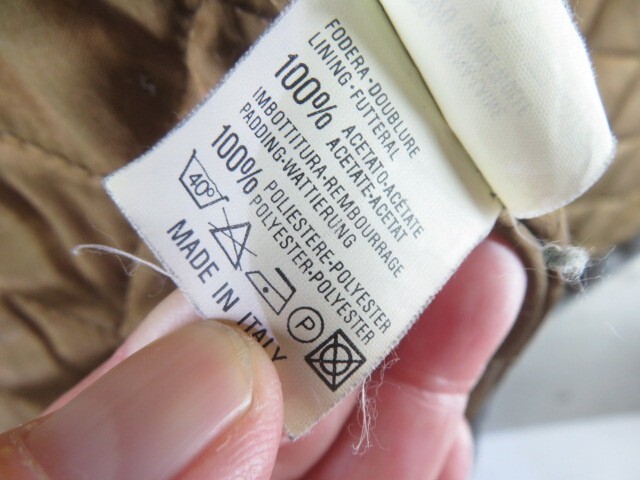 FODERA·DOUBLURE
LINING·FUTTERAL
100% ACETATO·ACÉTATE
ACETATE·ACETAT
IMBOTTITURA·REMBOURRAGE
PADDING·WATTIERUNG
100% POLIESTERE·POLYESTER
POLYESTER·POLYESTER
40°
P
MADE IN ITALY